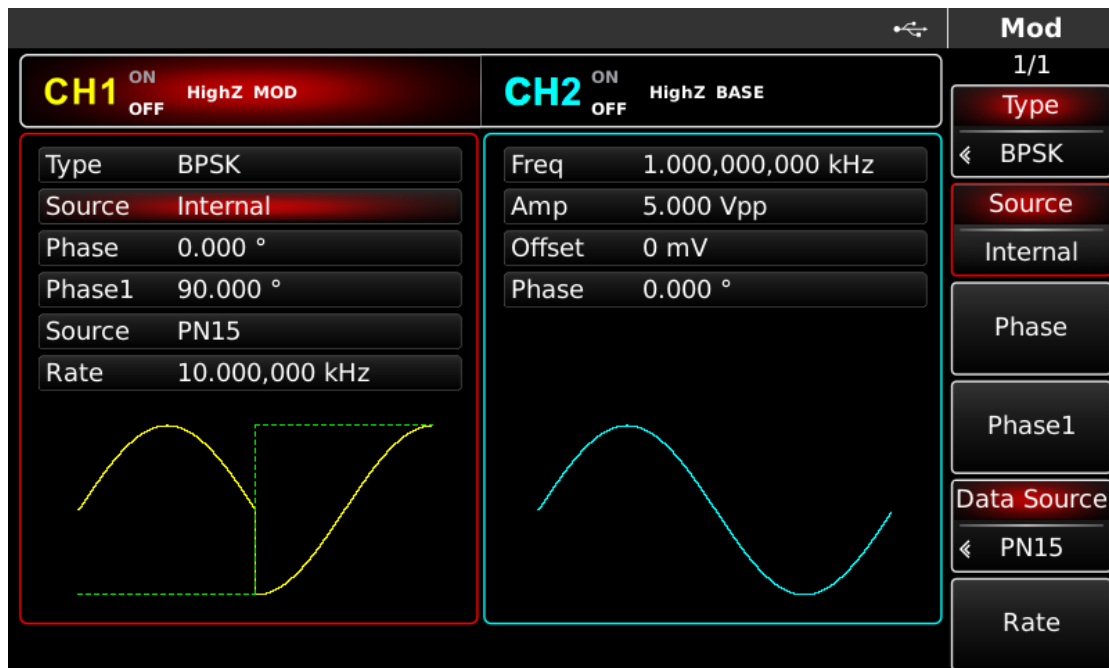 Mod
1/1
CH1 ON OFF HighZ MOD
CH2 ON OFF HighZ BASE
Type BPSK
Source Internal
Phase 0.000 °
Phase1 90.000 °
Source PN15
Rate 10.000,000 kHz
Freq 1.000,000,000 kHz
Amp 5.000 Vpp
Offset 0 mV
Phase 0.000 °
Type
BPSK
Source
Internal
Phase
Phase1
Data Source
PN15
Rate